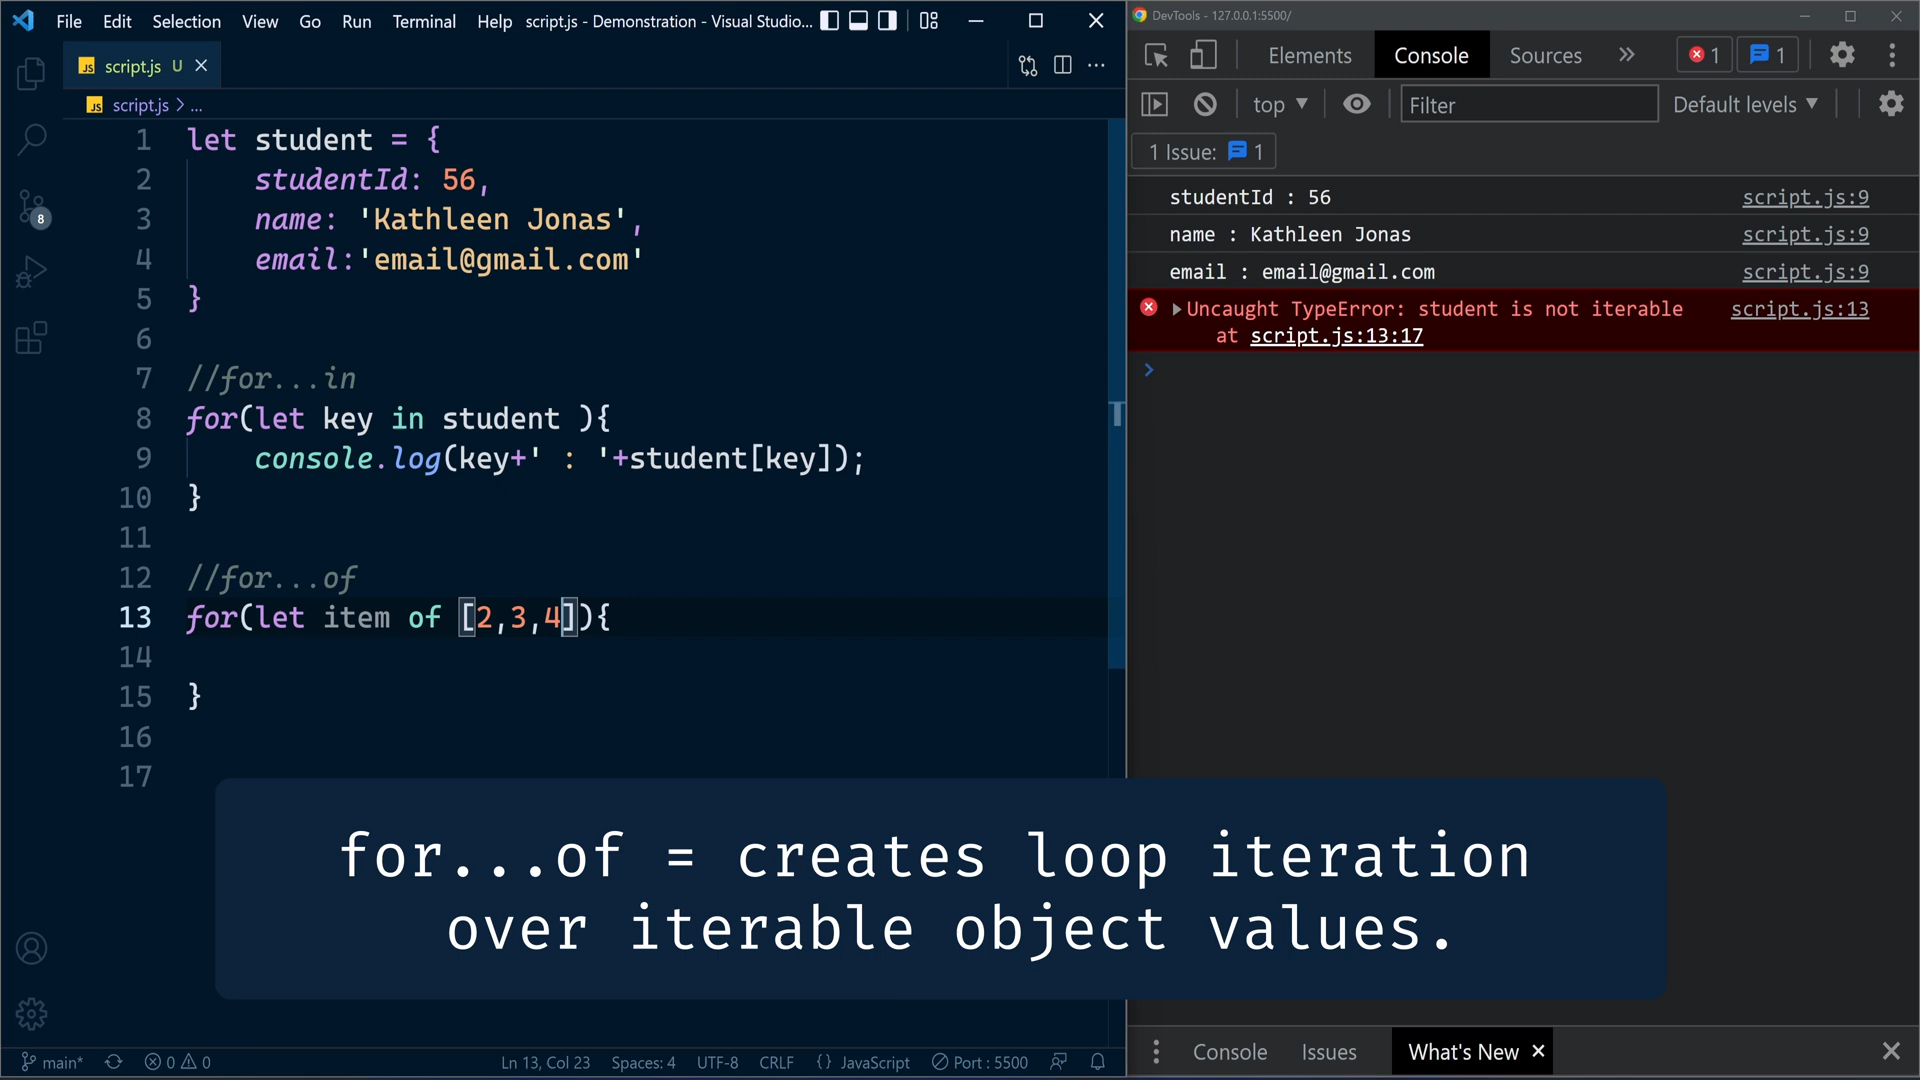 File Edit Selection View Go Run Terminal Help script.js - Demonstration - Visual Studio...
JS script.js U
JS script.js > ...
1 let student = {
2 studentId: 56,
3 name: 'Kathleen Jonas',
4 email:'email@gmail.com'
5 }
6
7 //for...in
8 for(let key in student ){
9 console.log(key+' : '+student[key]);
10 }
11
12 //for...of
13 for(let item of [2,3,4]){
14
15 }
16
17
8
main* 0 0 Ln 13, Col 23 Spaces: 4 UTF-8 CRLF {} JavaScript Port : 5500
DevTools - 127.0.0.1:5500/
Elements Console Sources 1 1
top Filter Default levels
1 Issue: 1
studentId : 56 script.js:9
name : Kathleen Jonas script.js:9
email : email@gmail.com script.js:9
Uncaught TypeError: student is not iterable script.js:13
at script.js:13:17
for...of = creates loop iteration
over iterable object values.
Console Issues What's New